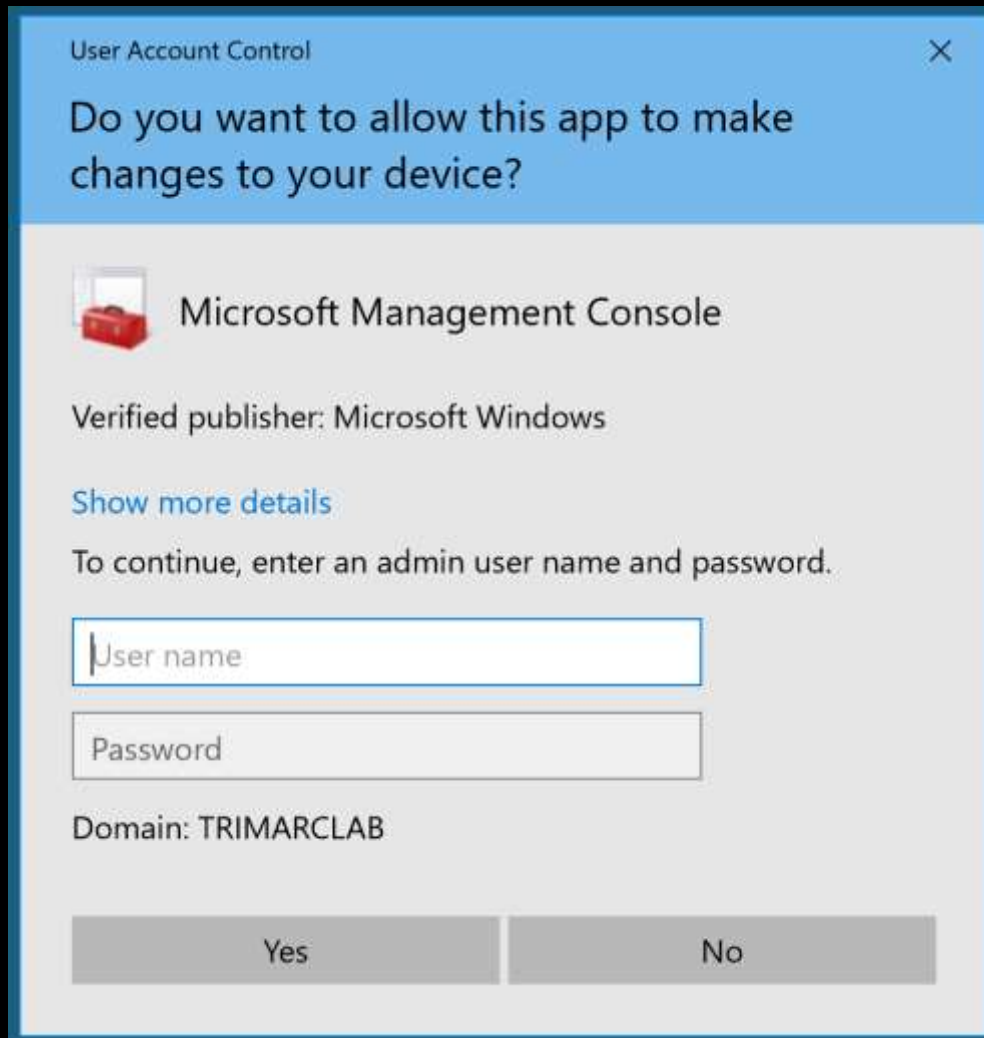 User Account Control
Do you want to allow this app to make
changes to your device?
Microsoft Management Console
Verified publisher: Microsoft Windows
Show more details
To continue, enter an admin user name and password.
User name
Password
Domain: TRIMARCLAB
Yes
No